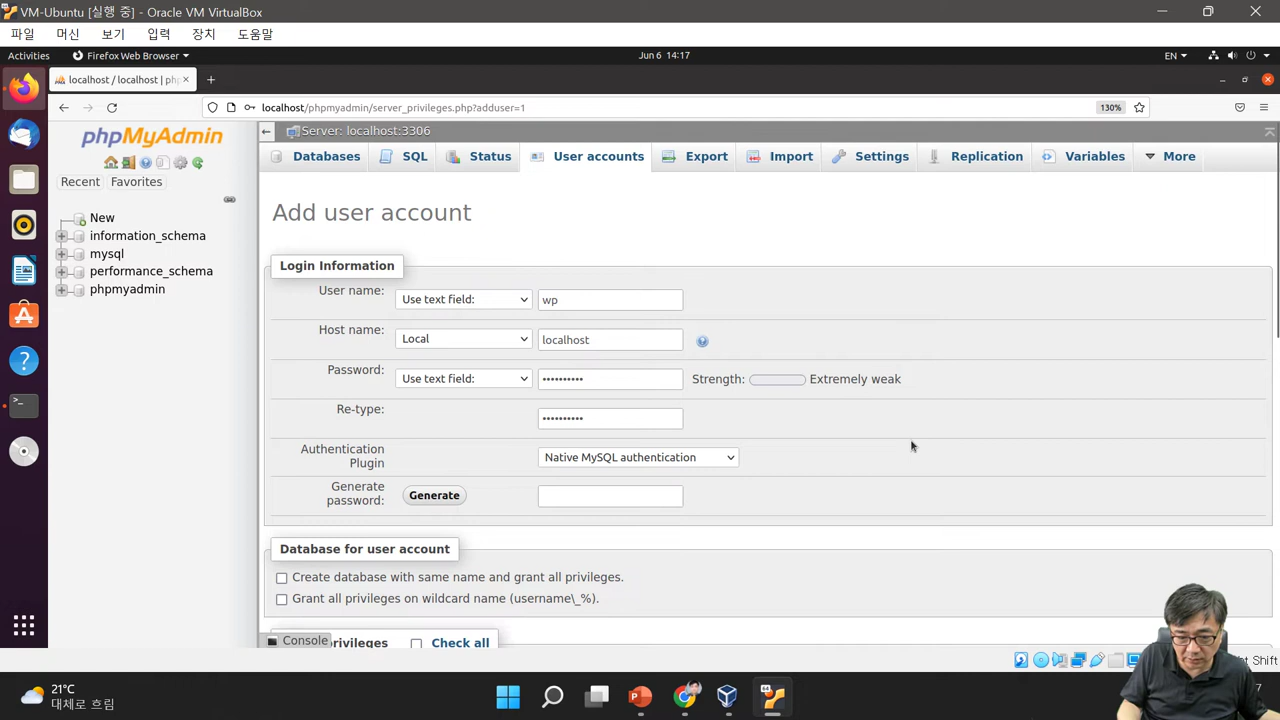 VM-Ubuntu [실행 중] - Oracle VM VirtualBox
파일 머신 보기 입력 장치 도움말
Activities Firefox Web Browser Jun 6 14:17 EN
localhost / localhost | php
localhost/phpmyadmin/server_privileges.php?adduser=1 130%
phpMyAdmin
Recent Favorites
New
information_schema
mysql
performance_schema
phpmyadmin
Server: localhost:3306
Databases SQL Status User accounts Export Import Settings Replication Variables More
Add user account
Login Information
User name: Use text field: wp
Host name: Local localhost
Password: Use text field: •••••••••• Strength: Extremely weak
Re-type: ••••••••••
Authentication
Plugin
Native MySQL authentication
Generate
password:
Generate
Database for user account
Create database with same name and grant all privileges.
Grant all privileges on wildcard name (username\_%).
Console
privileges Check all
Shift
21°C
대체로 흐림